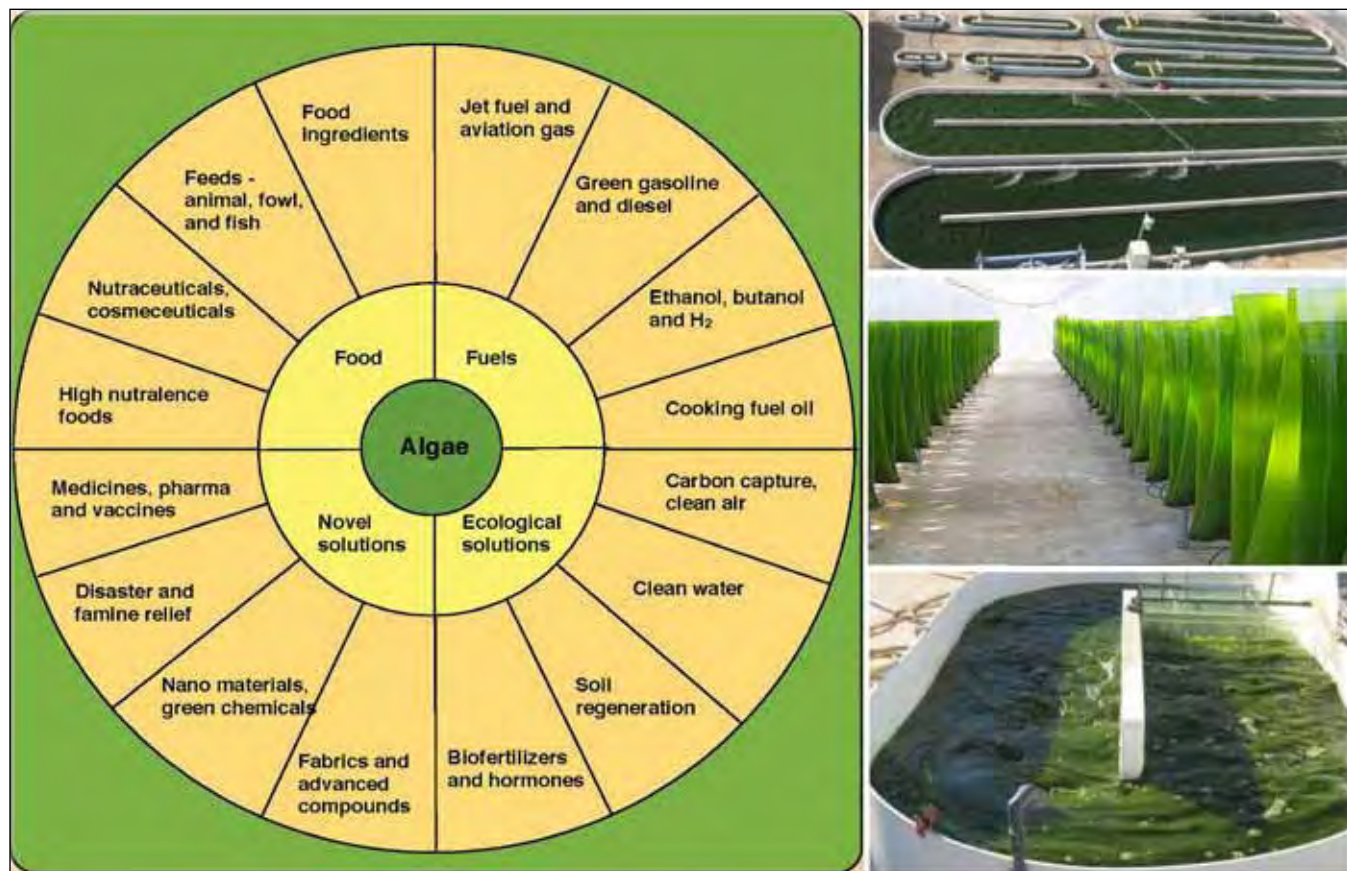 Food
ingredients
Jet fuel and
aviation gas
Feeds -
animal, fowl,
and fish
Green gasoline
and diesel
Nutraceuticals,
cosmeceuticals
Ethanol, butanol
and H₂
High nutralence
foods
Cooking fuel oil
Food
Fuels
Algae
Novel
solutions
Ecological
solutions
Medicines, pharma
and vaccines
Carbon capture,
clean air
Disaster and
famine relief
Clean water
Nano materials,
green chemicals
Soil
regeneration
Fabrics and
advanced
compounds
Biofertilizers
and hormones